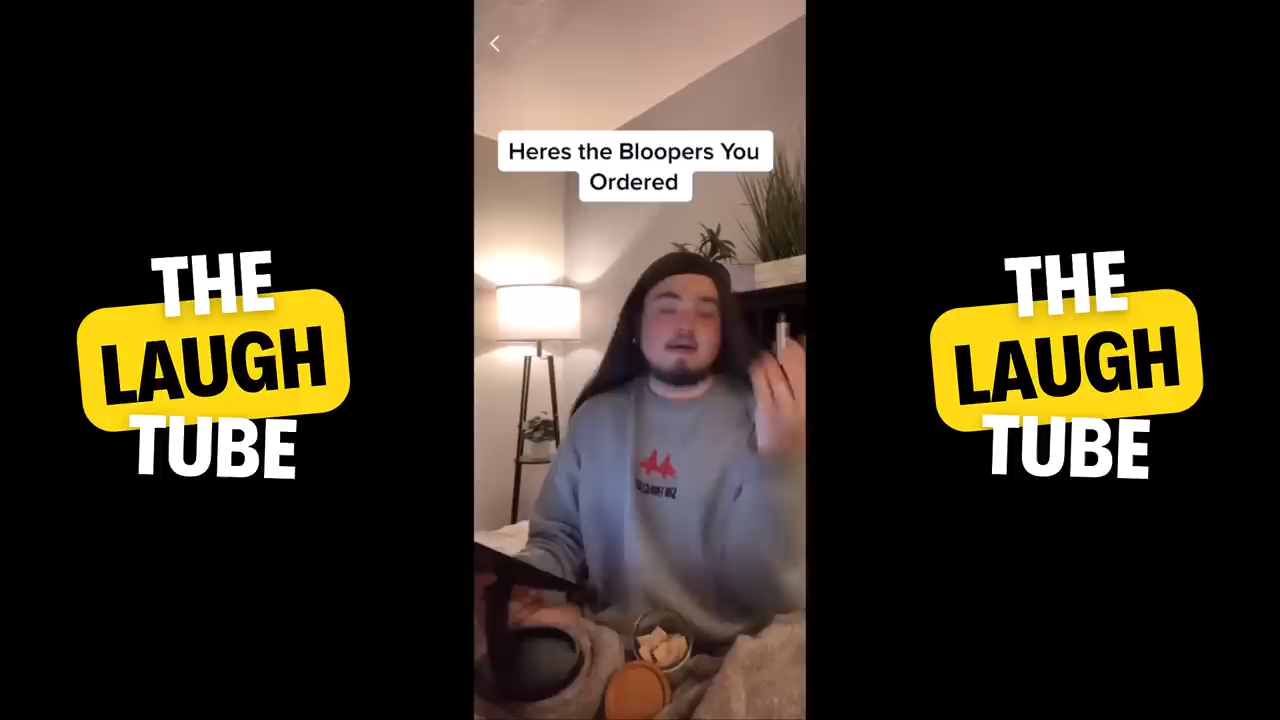 Heres the Bloopers You
Ordered
THE
LAUGH
TUBE
THE
LAUGH
TUBE